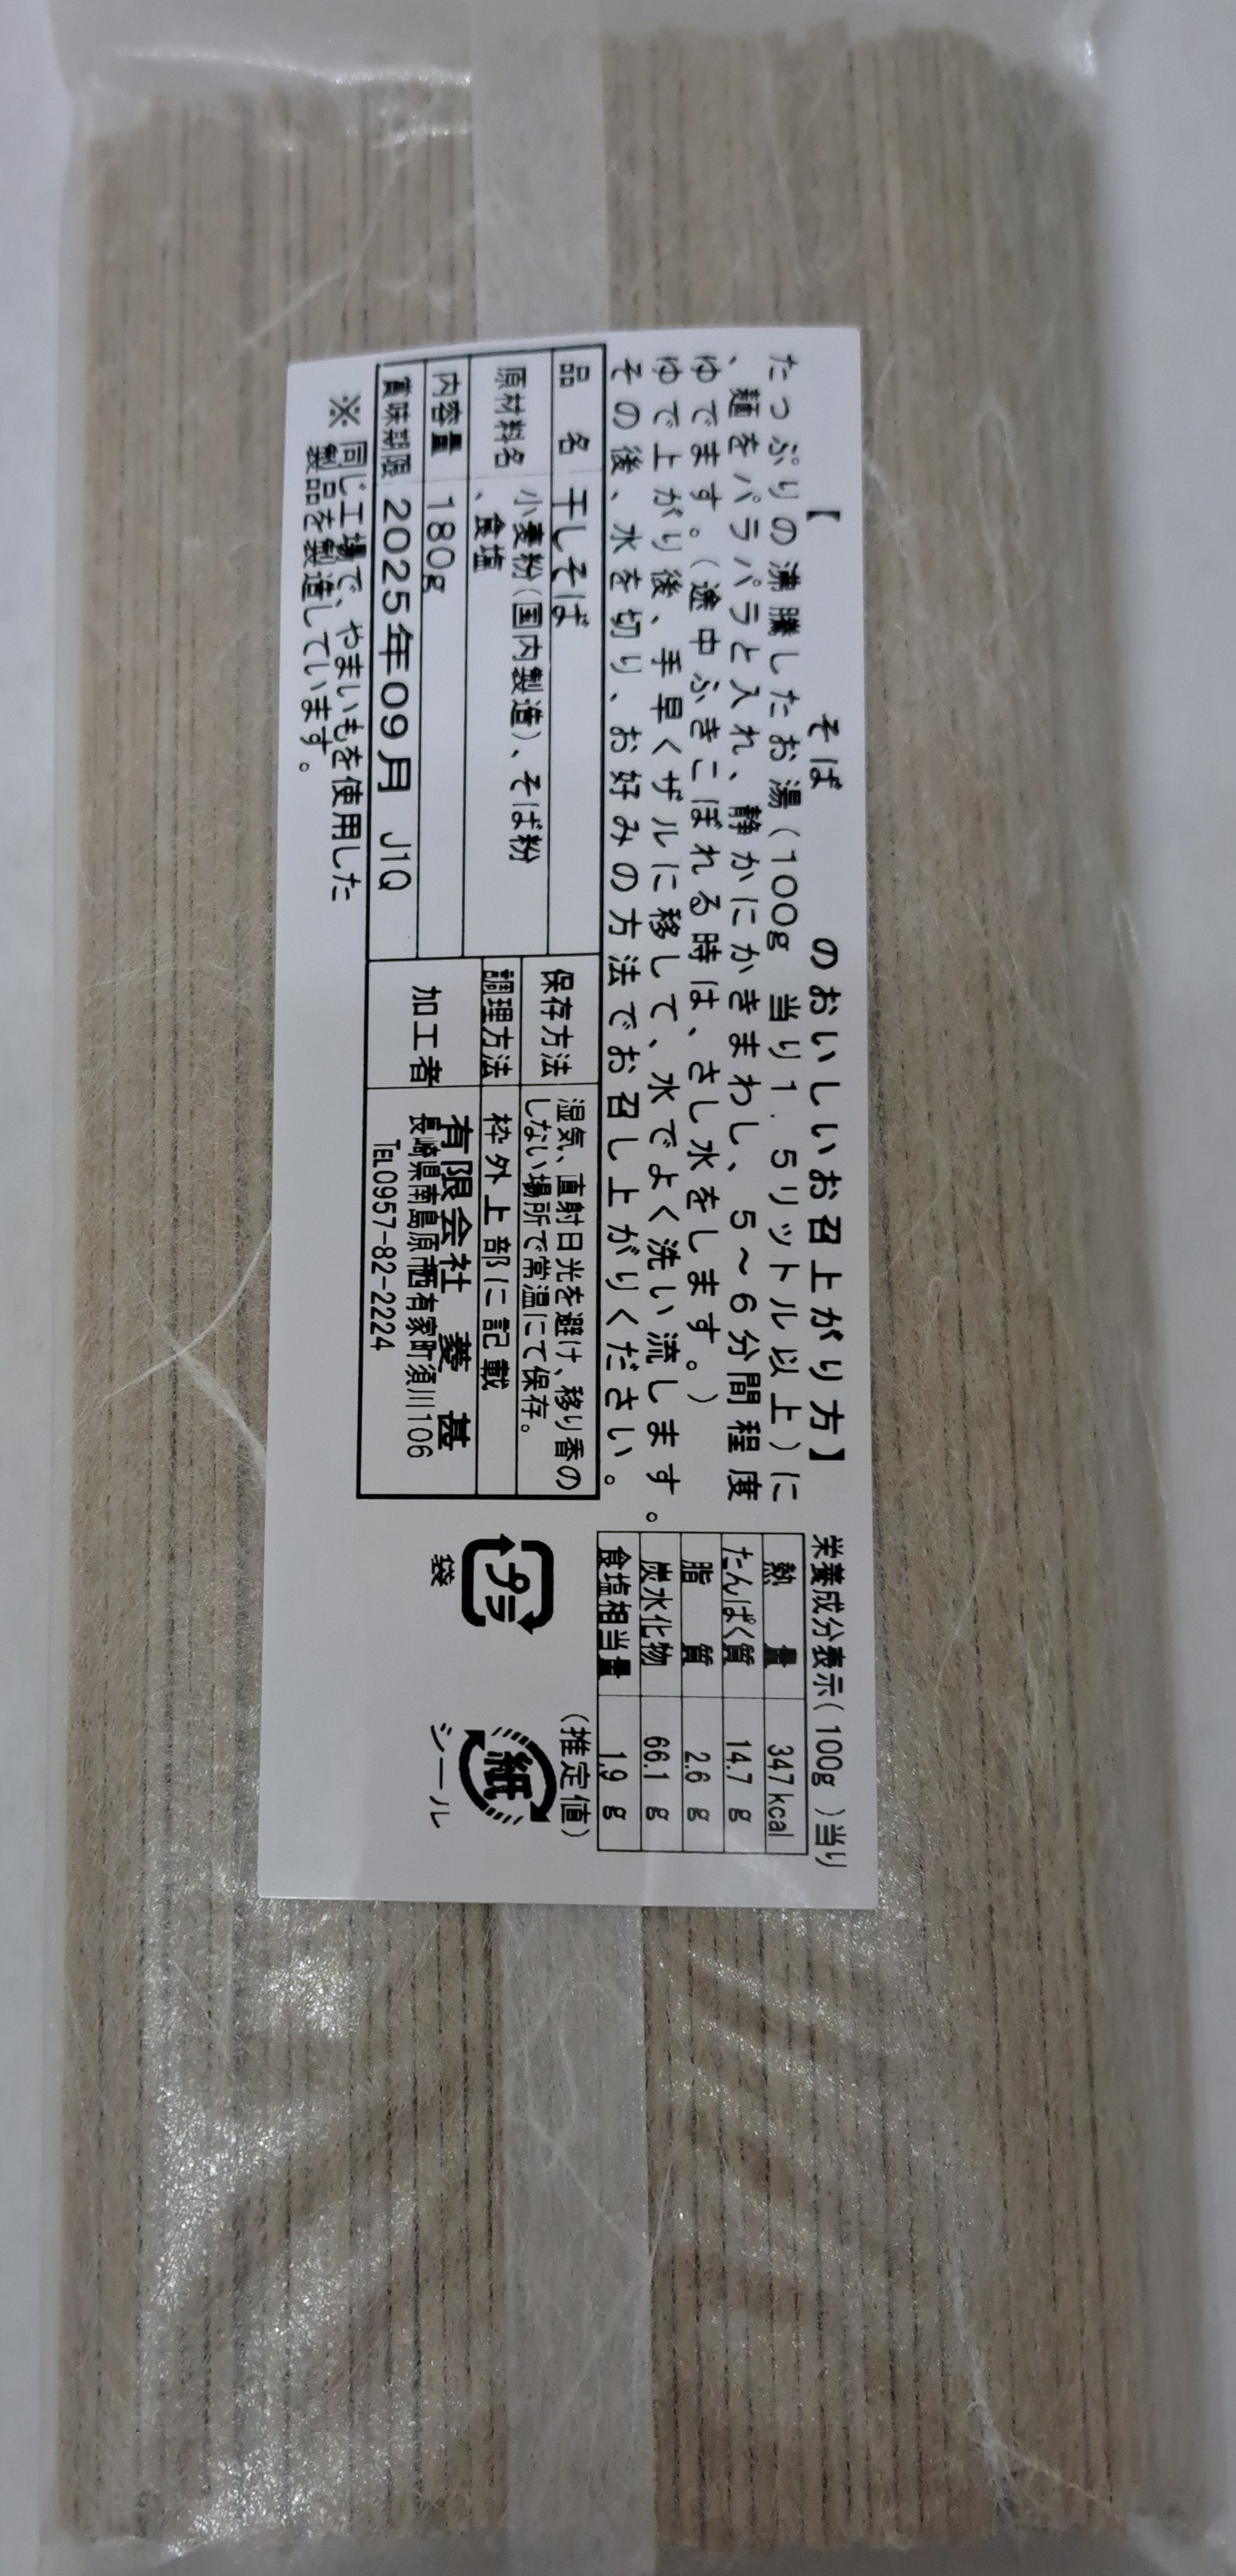 【　そば　のおいしいお召上がり方】
たっぷりの沸騰したお湯（100g 当り1．5リットル以上）に
、麺をパラパラと入れ、静かにかきまわし、5～6分間程度
ゆでます。（途中ふきこぼれる時は、さし水をします。）
ゆで上がり後、手早くザルに移して、水でよく洗い流します。
その後、水を切り、お好みの方法でお召し上がりください。
品名 干しそば
原材料名 小麦粉（国内製造）、そば粉
、食塩
内容量 180g
賞味期限 2025年09月 J1Q
保存方法 湿気、直射日光を避け、移り香の
しない場所で常温にて保存。
調理方法 枠外上部に記載
加工者 有限会社 菱甚
長崎県南島原市西有家町須川106
TEL0957-82-2224
※同じ工場で、やまいもを使用した
製品を製造しています。
栄養成分表示（100g）当り
熱量 347kcal
たんぱく質 14.7 g
脂質 2.6 g
炭水化物 66.1 g
食塩相当量 1.9 g
（推定値）
プラ
袋
紙
シール